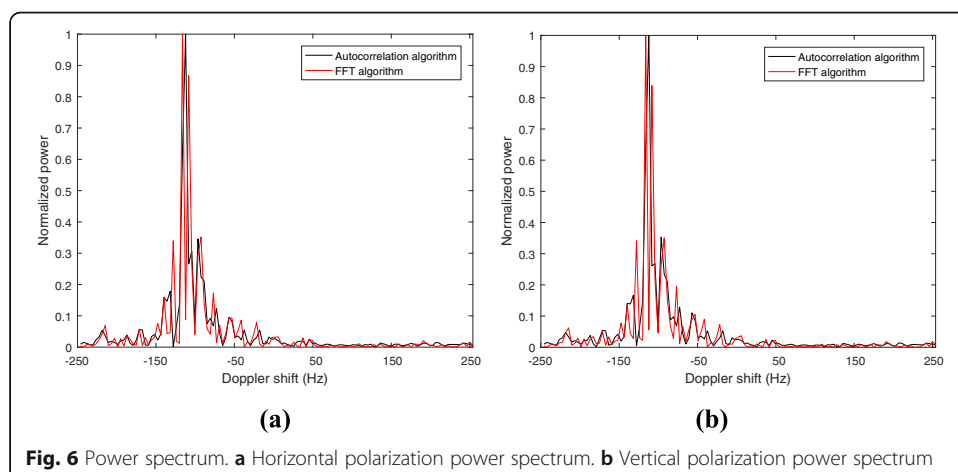 1
0.9
0.8
0.7
0.6
0.5
0.4
0.3
0.2
0.1
0
Normalized power
Autocorrelation algorithm
FFT algorithm
-250 -150 -50 50 150 250
Doppler shift (Hz)
(a)
1
0.9
0.8
0.7
0.6
0.5
0.4
0.3
0.2
0.1
0
Normalized power
Autocorrelation algorithm
FFT algorithm
-250 -150 -50 50 150 250
Doppler shift (Hz)
(b)
Fig. 6 Power spectrum. a Horizontal polarization power spectrum. b Vertical polarization power spectrum